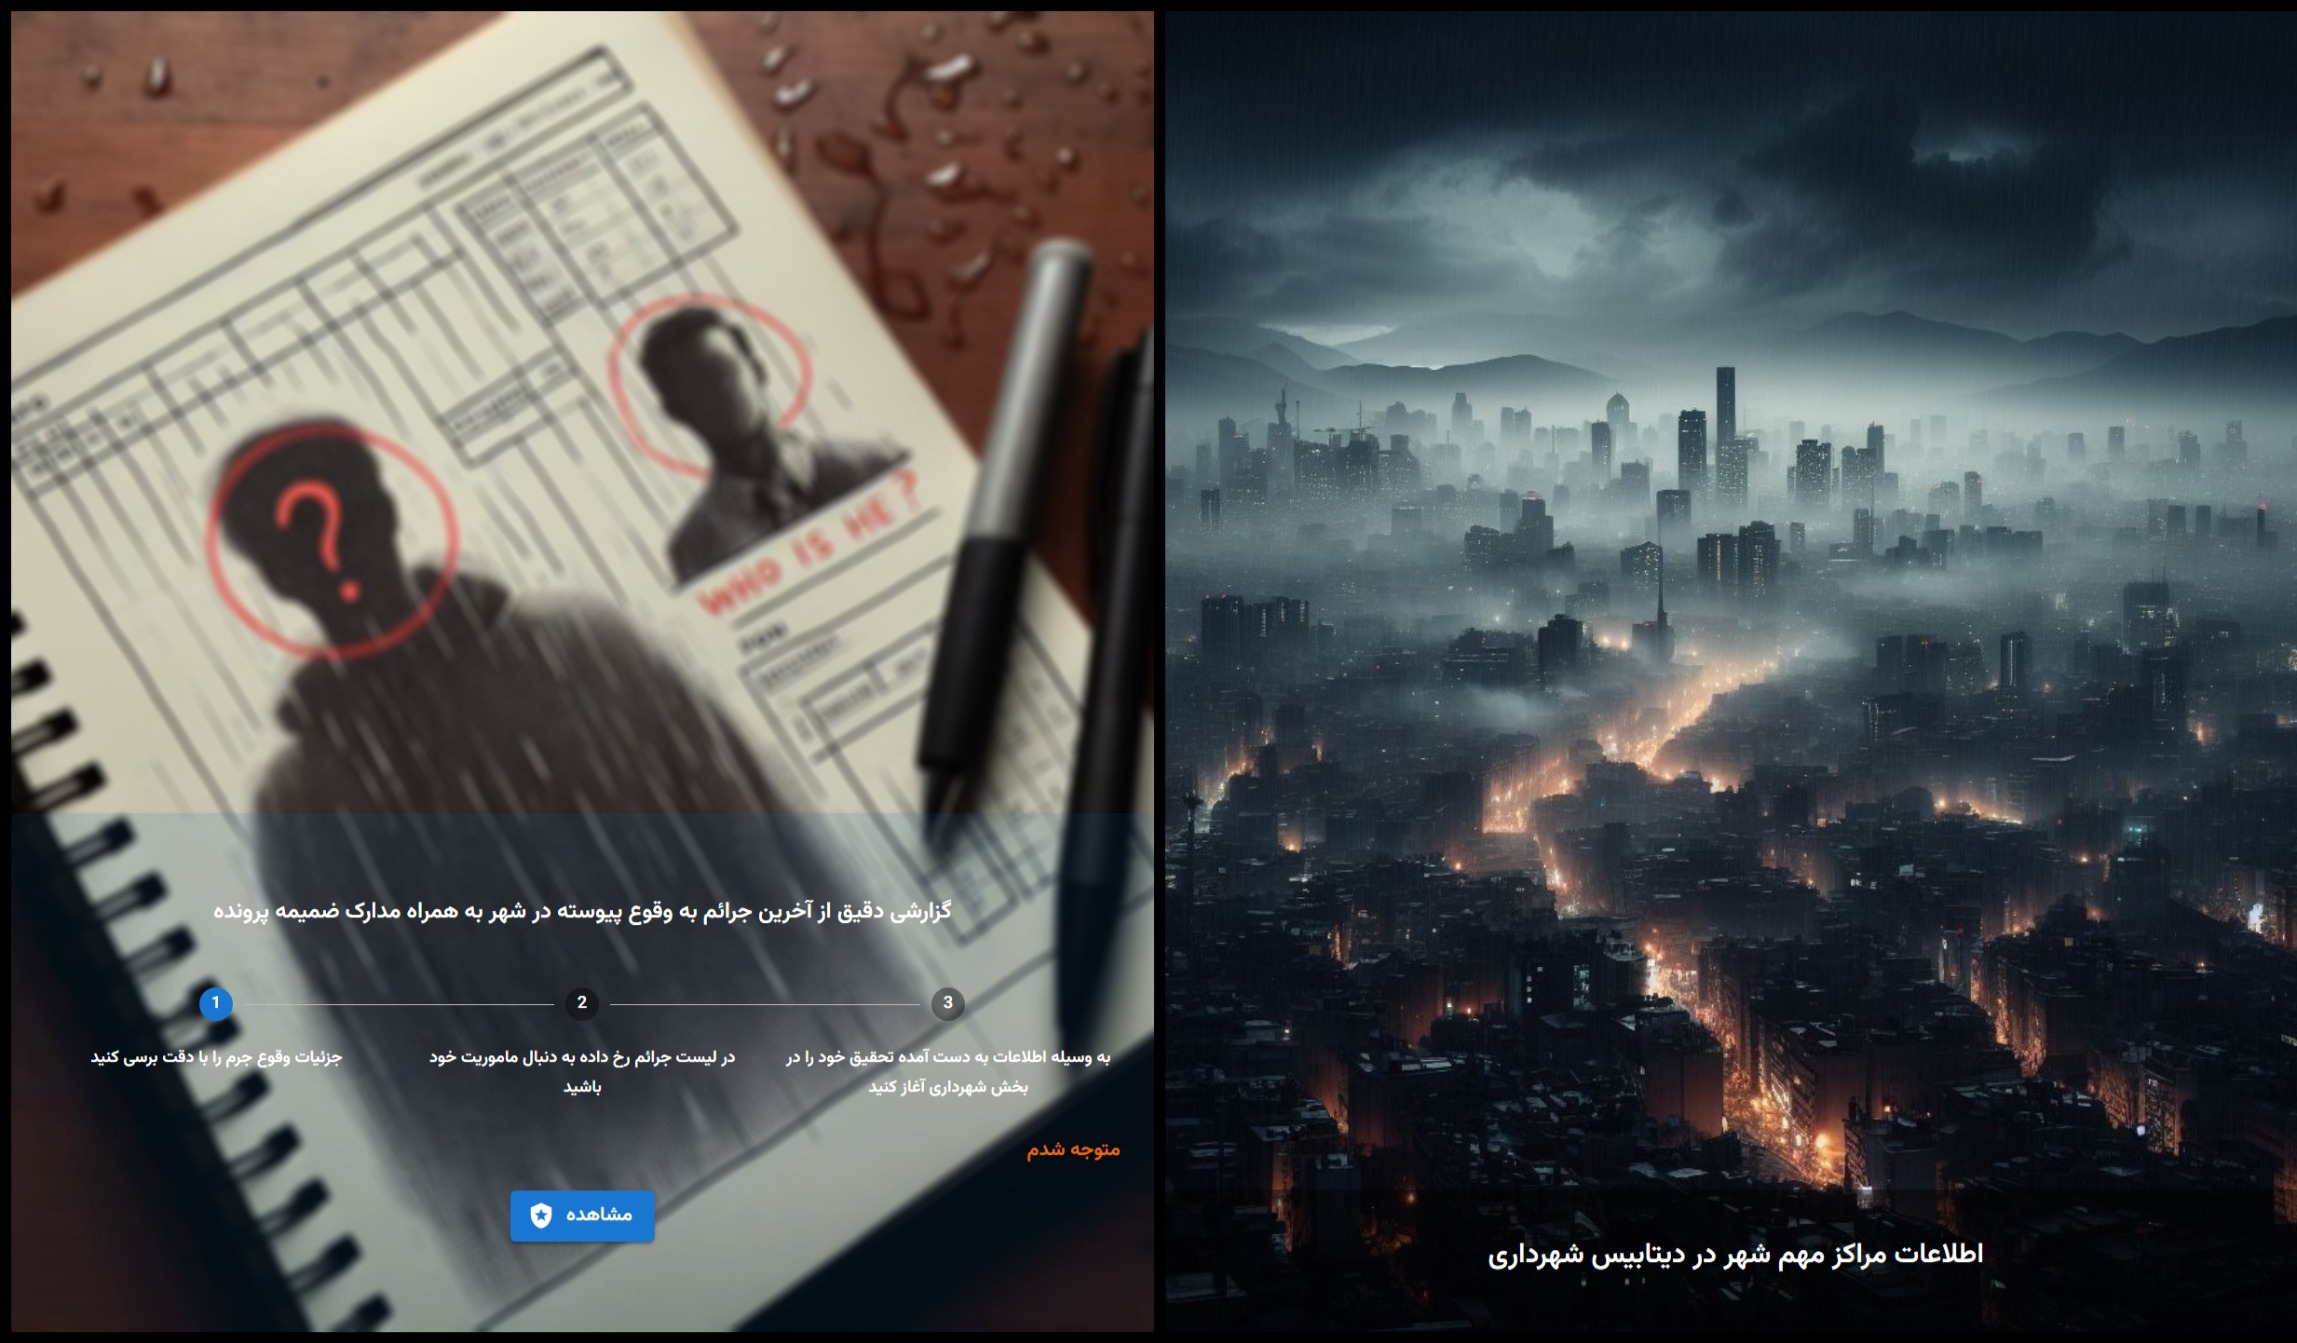 WHO IS HE ?
گزارشی دقیق از آخرین جرائم به وقوع پیوسته در شهر به همراه مدارک ضمیمه پرونده
1
2
3
جزئیات وقوع جرم را با دقت برسی کنید
در لیست جرائم رخ داده به دنبال ماموریت خود
باشید
به وسیله اطلاعات به دست آمده تحقیق خود را در
بخش شهرداری آغاز کنید
متوجه شدم
مشاهده
اطلاعات مراکز مهم شهر در دیتابیس شهرداری